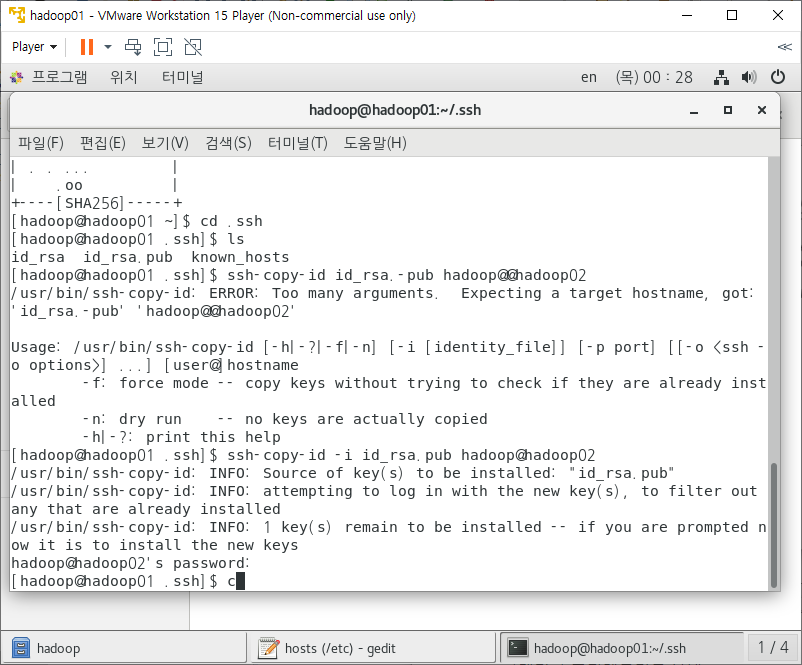 hadoop01 - VMware Workstation 15 Player (Non-commercial use only)
Player
프로그램 위치 터미널 en (목) 00 : 28
hadoop@hadoop01:~/.ssh
파일(F) 편집(E) 보기(V) 검색(S) 터미널(T) 도움말(H)
| . . ... |
| .oo |
+----[SHA256]-----+
[hadoop@hadoop01 ~]$ cd .ssh
[hadoop@hadoop01 .ssh]$ ls
id_rsa id_rsa.pub known_hosts
[hadoop@hadoop01 .ssh]$ ssh-copy-id id_rsa.-pub hadoop@@hadoop02
/usr/bin/ssh-copy-id: ERROR: Too many arguments. Expecting a target hostname, got:
'id_rsa.-pub' 'hadoop@@hadoop02'
Usage: /usr/bin/ssh-copy-id [-h|-?|-f|-n] [-i [identity_file]] [-p port] [[-o <ssh -
o options>] ...] [user@]hostname
-f: force mode -- copy keys without trying to check if they are already inst
alled
-n: dry run -- no keys are actually copied
-h|-?: print this help
[hadoop@hadoop01 .ssh]$ ssh-copy-id -i id_rsa.pub hadoop@hadoop02
/usr/bin/ssh-copy-id: INFO: Source of key(s) to be installed: "id_rsa.pub"
/usr/bin/ssh-copy-id: INFO: attempting to log in with the new key(s), to filter out
any that are already installed
/usr/bin/ssh-copy-id: INFO: 1 key(s) remain to be installed -- if you are prompted n
ow it is to install the new keys
hadoop@hadoop02's password:
[hadoop@hadoop01 .ssh]$ c
hadoop hosts (/etc) - gedit hadoop@hadoop01:~/.ssh 1 / 4